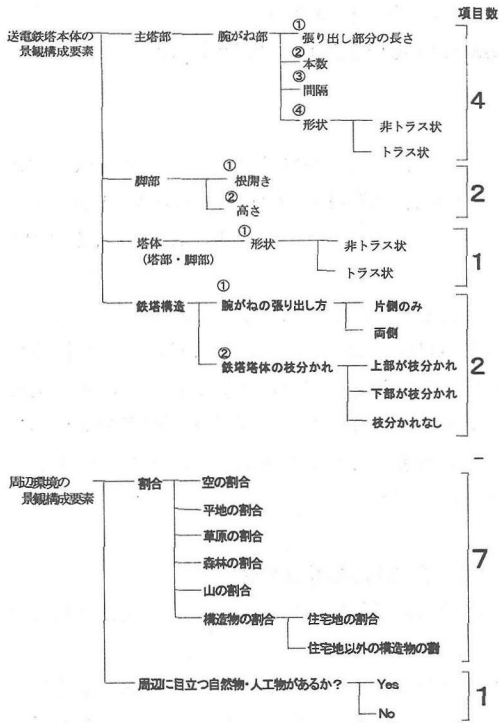 項目数
送電鉄塔本体の
景観構成要素
主塔部
腕がね部
①
張り出し部分の長さ
②
本数
③
間隔
④
形状
非トラス状
トラス状
4
脚部
①
根開き
②
高さ
2
塔体
(塔部・脚部)
①
形状
非トラス状
トラス状
1
鉄塔構造
①
腕がねの張り出し方
片側のみ
両側
②
鉄塔塔体の枝分かれ
上部が枝分かれ
下部が枝分かれ
枝分かれなし
2
周辺環境の
景観構成要素
割合
空の割合
平地の割合
草原の割合
森林の割合
山の割合
構造物の割合
住宅地の割合
住宅地以外の構造物の割
7
周辺に目立つ自然物・人工物があるか?
Yes
No
1